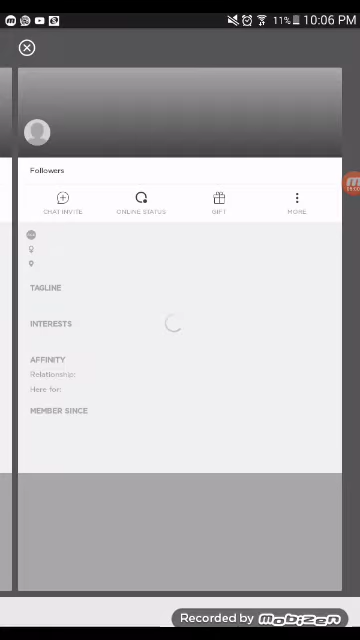 11% 10:06 PM
Followers
CHAT INVITE ONLINE STATUS GIFT MORE
TAGLINE
INTERESTS
AFFINITY
Relationship:
Here for:
MEMBER SINCE
Recorded by mobizen